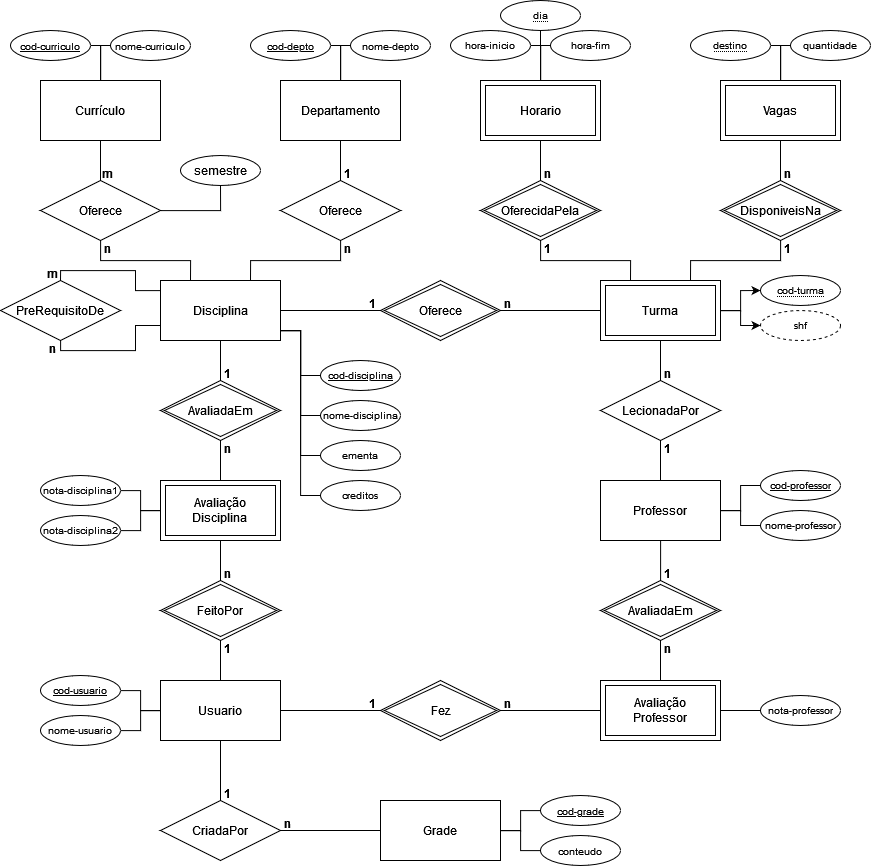 dia
cod-curriculo
nome-curriculo
cod-depto
nome-depto
hora-inicio
hora-fim
destino
quantidade
Currículo
Departamento
Horario
Vagas
m
semestre
1
n
n
Oferece
Oferece
OferecidaPela
DisponiveisNa
n
n
1
1
m
PreRequisitoDe
n
Disciplina
1
Oferece
n
Turma
cod-turma
shf
1
AvaliadaEm
n
cod-disciplina
nome-disciplina
ementa
creditos
n
LecionadaPor
1
nota-disciplina1
nota-disciplina2
Avaliação
Disciplina
Professor
cod-professor
nome-professor
n
FeitoPor
1
1
AvaliadaEm
n
cod-usuario
nome-usuario
Usuario
1
Fez
n
Avaliação
Professor
nota-professor
1
CriadaPor
n
Grade
cod-grade
conteudo